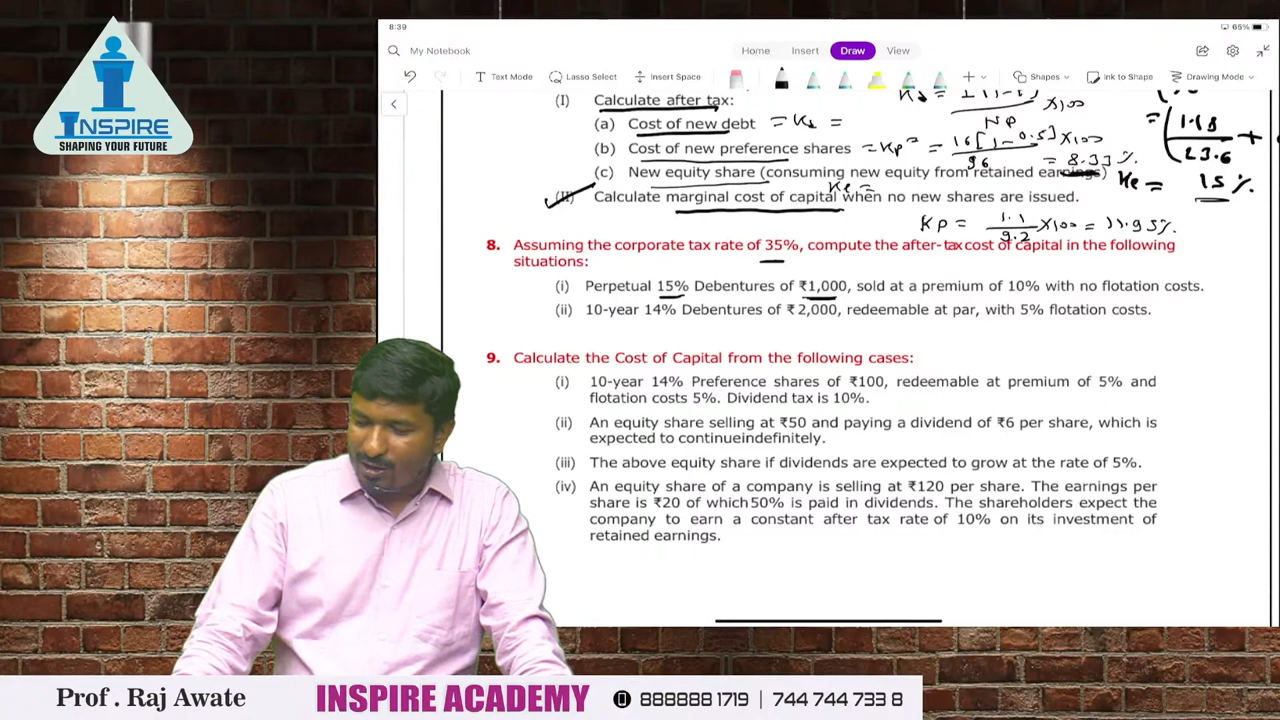 8:39
65%
My Notebook
Home Insert Draw View
Text Mode Lasso Select Insert Space Shapes Ink to Shape Drawing Mode
INSPIRE
SHAPING YOUR FUTURE
(I) Calculate after tax:
NP ×100
(a) Cost of new debt = Kd =
(b) Cost of new preference shares = Kp = = 16[1-0.5] ×100
96 = 8.33 %.
1.18
23.6 +
(c) New equity share (consuming new equity from retained earnings)
Ke = 15 %
Ke =
(II) Calculate marginal cost of capital when no new shares are issued.
Kp = 1.1 ×100 = 11.95 %.
9.2
8. Assuming the corporate tax rate of 35%, compute the after-tax cost of capital in the following
situations:
(i) Perpetual 15% Debentures of ₹1,000, sold at a premium of 10% with no flotation costs.
(ii) 10-year 14% Debentures of ₹2,000, redeemable at par, with 5% flotation costs.
9. Calculate the Cost of Capital from the following cases:
(i) 10-year 14% Preference shares of ₹100, redeemable at premium of 5% and
flotation costs 5%. Dividend tax is 10%.
(ii) An equity share selling at ₹50 and paying a dividend of ₹6 per share, which is
expected to continueindefinitely.
(iii) The above equity share if dividends are expected to grow at the rate of 5%.
(iv) An equity share of a company is selling at ₹120 per share. The earnings per
share is ₹20 of which 50% is paid in dividends. The shareholders expect the
company to earn a constant after tax rate of 10% on its investment of
retained earnings.
Prof . Raj Awate INSPIRE ACADEMY 888888 1719 | 744 744 733 8